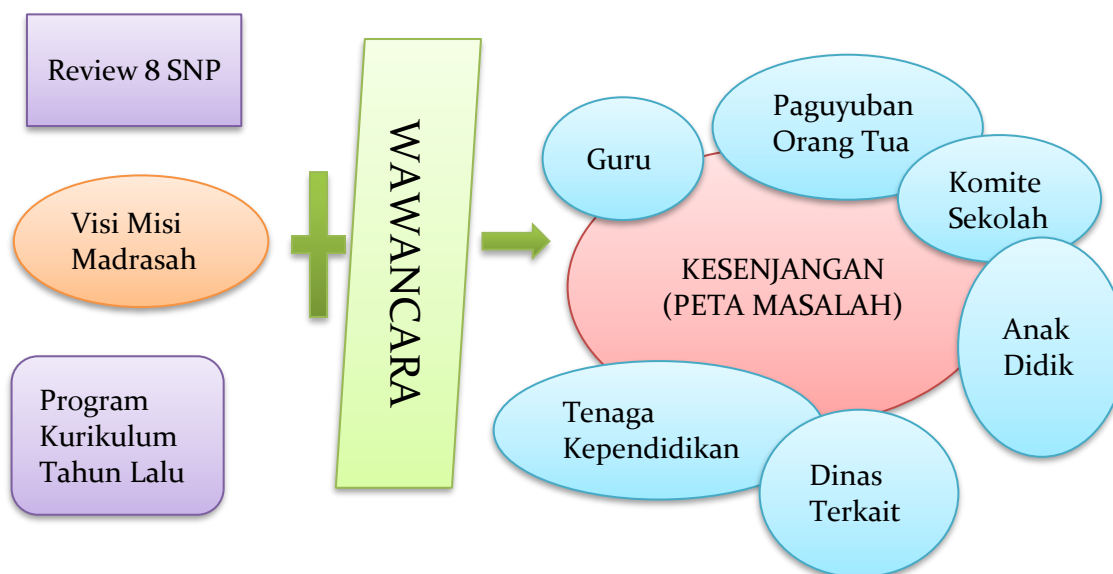 Review 8 SNP
Visi Misi
Madrasah
Program
Kurikulum
Tahun Lalu
WAWANCARA
Guru
Paguyuban
Orang Tua
Komite
Sekolah
KESENJANGAN
(PETA MASALAH)
Anak
Didik
Tenaga
Kependidikan
Dinas
Terkait